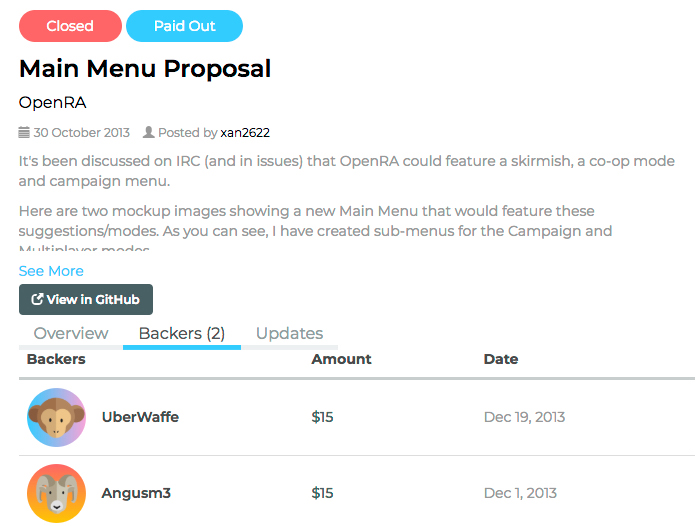 Closed Paid Out
Main Menu Proposal
OpenRA
30 October 2013 Posted by xan2622
It's been discussed on IRC (and in issues) that OpenRA could feature a skirmish, a co-op mode
and campaign menu.
Here are two mockup images showing a new Main Menu that would feature these
suggestions/modes. As you can see, I have created sub-menus for the Campaign and
Multiplayer modes
See More
View in GitHub
Overview Backers (2) Updates
Backers Amount Date
UberWaffe $15 Dec 19, 2013
Angusm3 $15 Dec 1, 2013